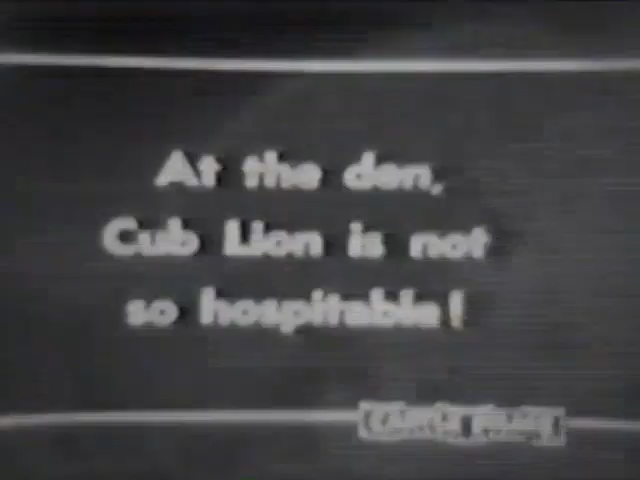 At the den,
Cub Lion is not
so hospitable!